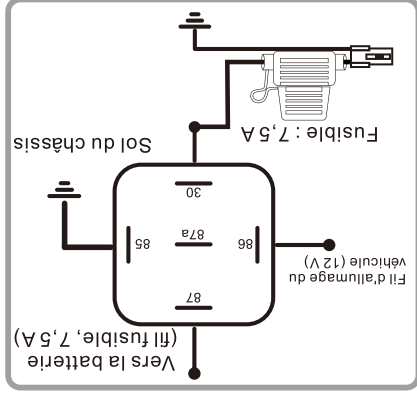 Vers la batterie
(fil fusible, 7,5 A)
87
Fil d'allumage du
véhicule (12 V)
86
87a
85
30
Sol du châssis
Fusible : 7,5 A